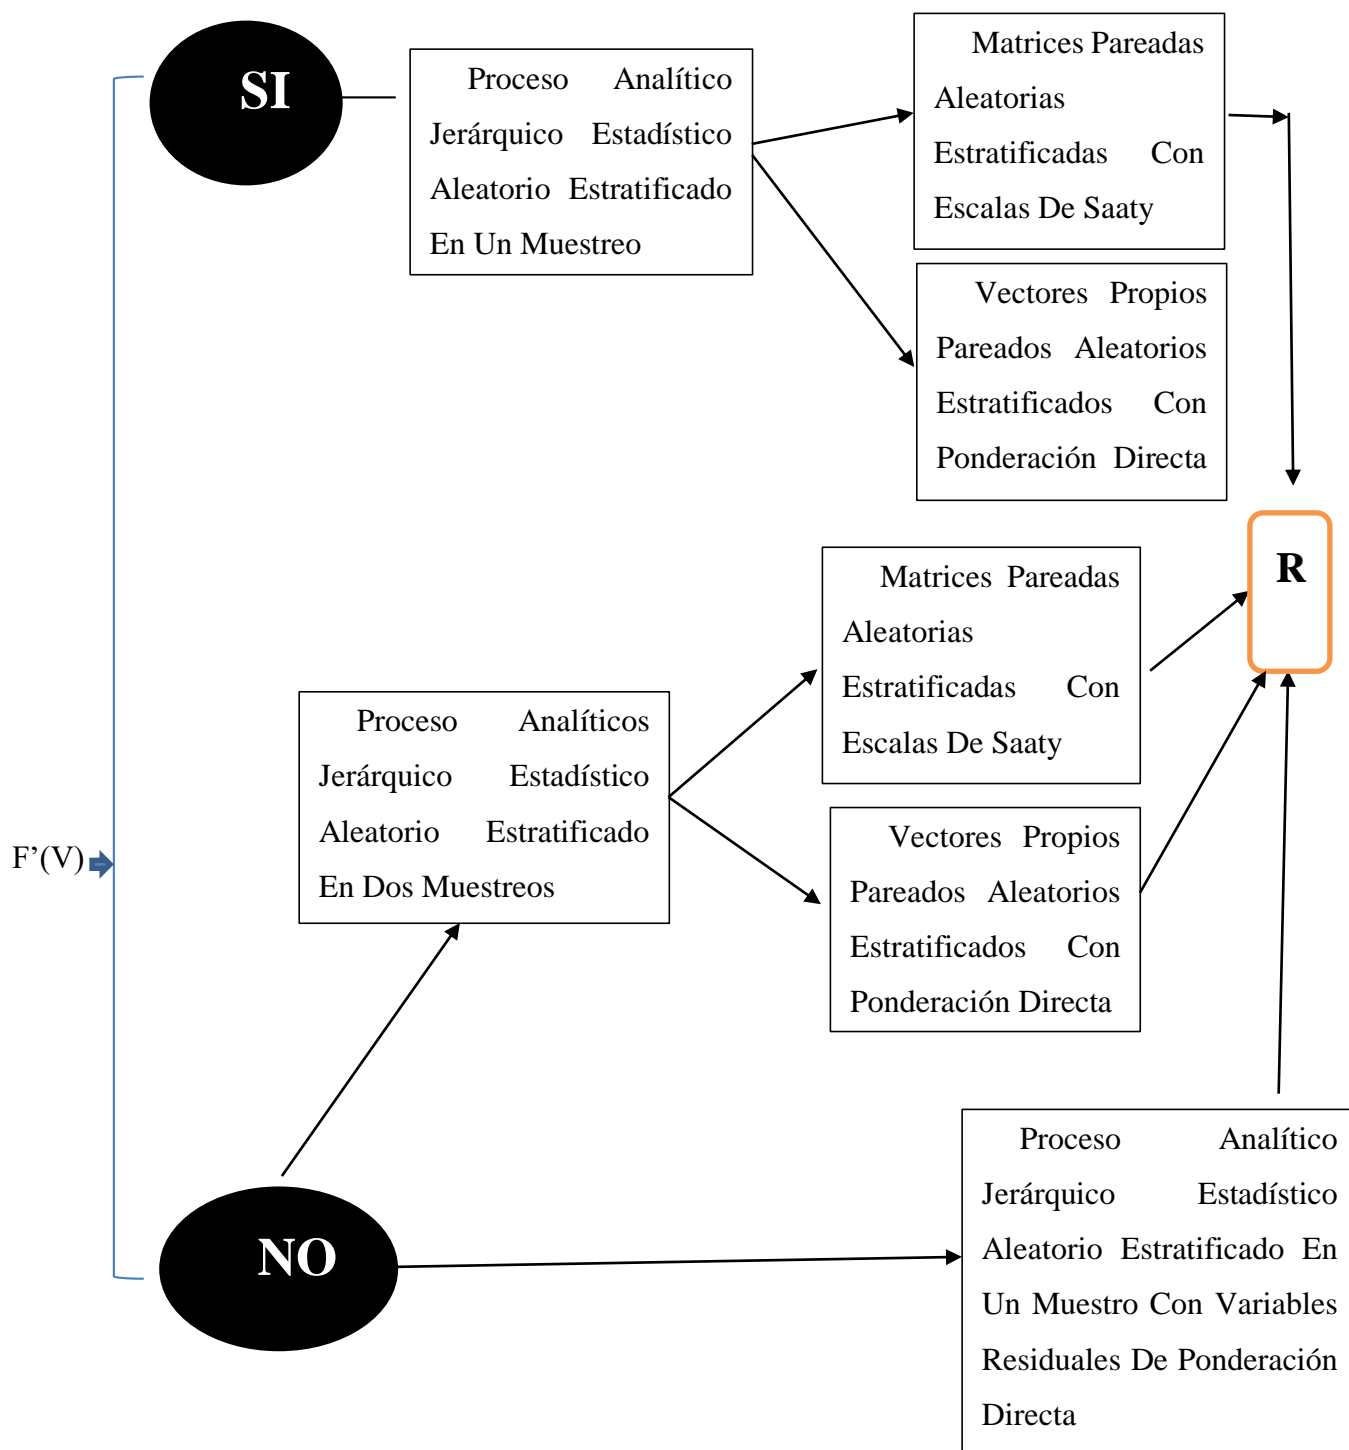 SI
Proceso Analítico
Jerárquico Estadístico
Aleatorio Estratificado
En Un Muestreo
Matrices Pareadas
Aleatorias
Estratificadas Con
Escalas De Saaty
Vectores Propios
Pareados Aleatorios
Estratificados Con
Ponderación Directa
R
Matrices Pareadas
Aleatorias
Estratificadas Con
Escalas De Saaty
Proceso Analíticos
Jerárquico Estadístico
Aleatorio Estratificado
En Dos Muestreos
Vectores Propios
Pareados Aleatorios
Estratificados Con
Ponderación Directa
F’(V)
NO
Proceso Analítico
Jerárquico Estadístico
Aleatorio Estratificado En
Un Muestro Con Variables
Residuales De Ponderación
Directa